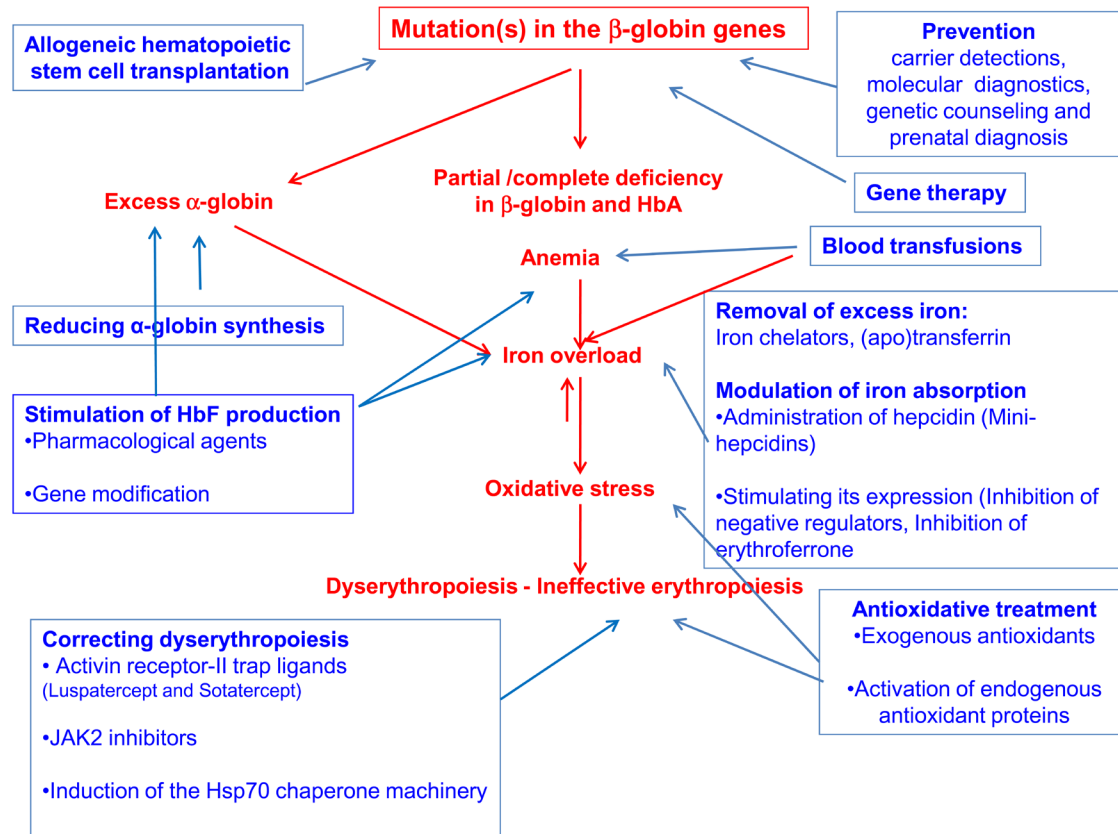 Mutation(s) in the β-globin genes
Allogeneic hematopoietic
stem cell transplantation
Prevention
carrier detections,
molecular diagnostics,
genetic counseling and
prenatal diagnosis
Partial /complete deficiency
in β-globin and HbA
Excess α-globin
Gene therapy
Blood transfusions
Anemia
Reducing α-globin synthesis
Iron overload
Removal of excess iron:
Iron chelators, (apo)transferrin
Modulation of iron absorption
•Administration of hepcidin (Mini-
hepcidins)
•Stimulating its expression (Inhibition of
negative regulators, Inhibition of
erythroferrone
Stimulation of HbF production
•Pharmacological agents
•Gene modification
Oxidative stress
Dyserythropoiesis - Ineffective erythropoiesis
Antioxidative treatment
•Exogenous antioxidants
•Activation of endogenous
antioxidant proteins
Correcting dyserythropoiesis
• Activin receptor-II trap ligands
(Luspatercept and Sotatercept)
•JAK2 inhibitors
•Induction of the Hsp70 chaperone machinery